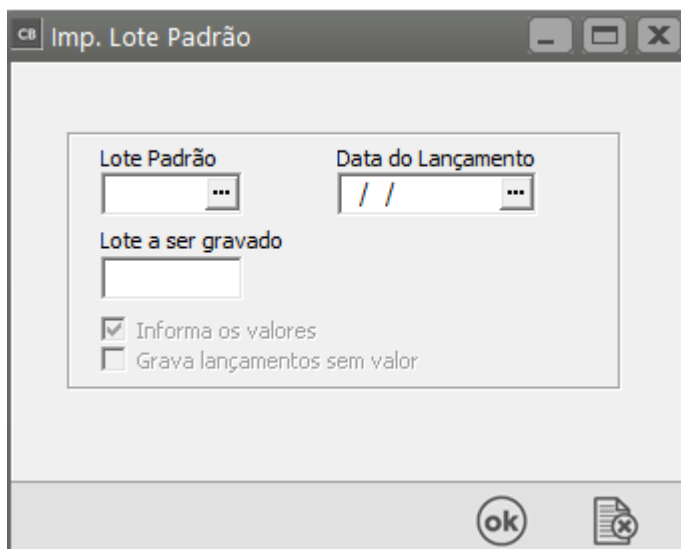 CB Imp. Lote Padrão
Lote Padrão Data do Lançamento
... / / ...
Lote a ser gravado
Informa os valores
Grava lançamentos sem valor
ok